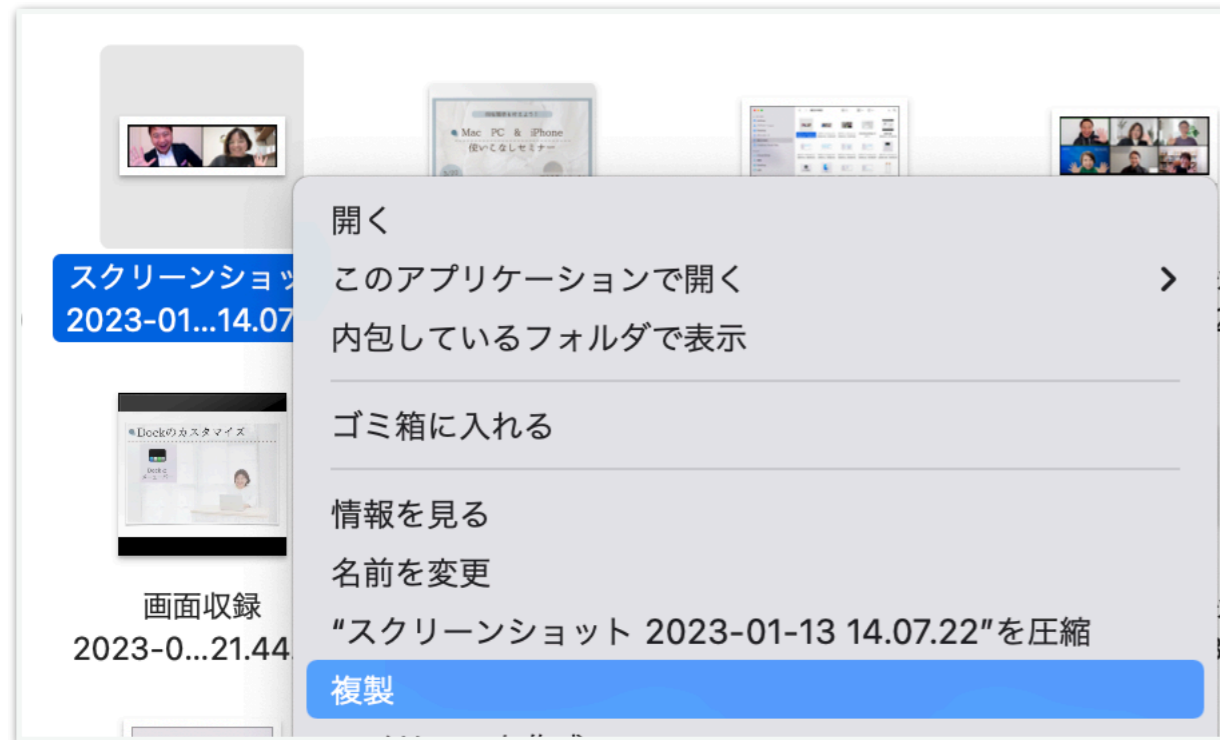 Mac PC & iPhone
使いこなしセミナー
スクリーンショッ
2023-01...14.07
開く
このアプリケーションで開く
内包しているフォルダで表示
ゴミ箱に入れる
情報を見る
名前を変更
“スクリーンショット 2023-01-13 14.07.22”を圧縮
複製
Dockのカスタマイズ
画面収録
2023-0...21.44